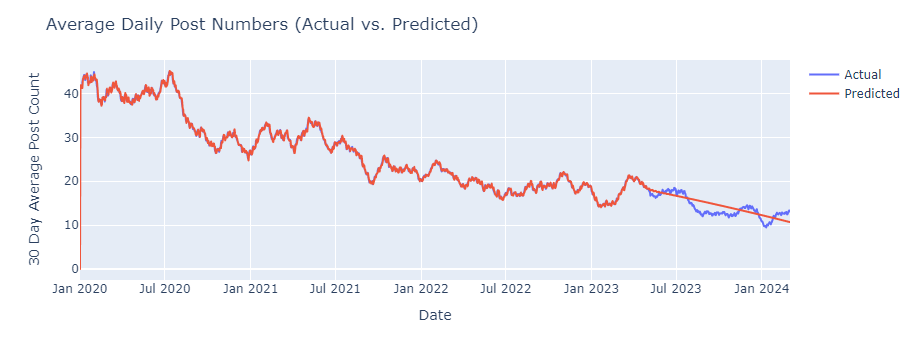 Average Daily Post Numbers (Actual vs. Predicted)
30 Day Average Post Count
40
30
20
10
0
Jan 2020 Jul 2020 Jan 2021 Jul 2021 Jan 2022 Jul 2022 Jan 2023 Jul 2023 Jan 2024
Date
Actual
Predicted